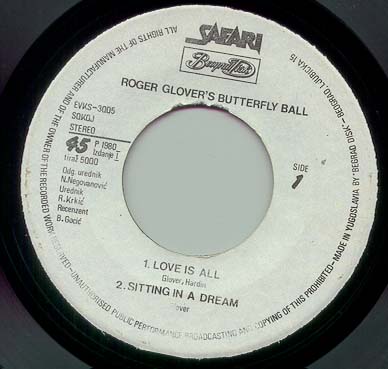 SAFARI
Beograd Disk
ROGER GLOVER'S BUTTERFLY BALL
EVKS-3005
SOKOJ
STEREO
45 P 1980
Izdanje I
tiraž 5000
Odg. urednik
N.Negovanović
Urednik
R.Krkić
Recenzent
B. Gocić
SIDE
1
1. LOVE IS ALL
Glover, Hardin
2. SITTING IN A DREAM
ALL RIGHTS OF THE MANUFACTURER AND OF THE OWNER OF THE RECORDED WORK RESERVED-UNAUTHORISED PUBLIC PERFORMANCE BROADCASTING AND COPYING OF THIS PROHIBITED-MADE IN YUGOSLAVIA BY "BEGRAD DISK"-BEOGRAD, LJUBIČKA 15